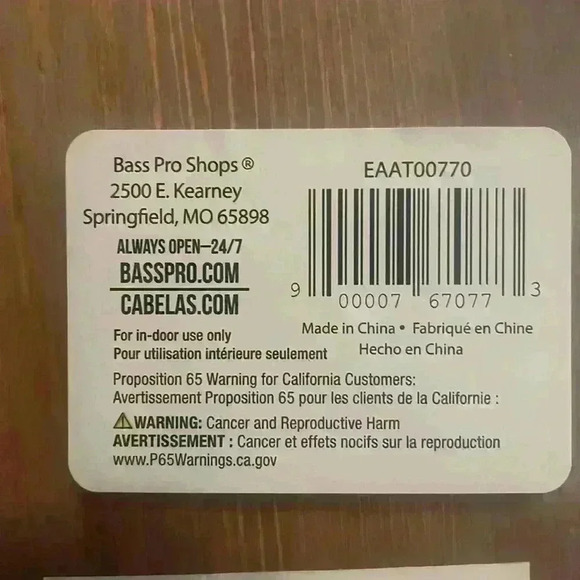 Bass Pro Shops®
2500 E. Kearney
Springfield, MO 65898
ALWAYS OPEN—24/7
BASSPRO.COM
CABELAS.COM
For in-door use only
Pour utilisation intérieure seulement
EAAT00770
9 00007 67077 3
Made in China • Fabriqué en Chine
Hecho en China
Proposition 65 Warning for California Customers:
Avertissement Proposition 65 pour les clients de la Californie :
⚠WARNING: Cancer and Reproductive Harm
AVERTISSEMENT : Cancer et effets nocifs sur la reproduction
www.P65Warnings.ca.gov